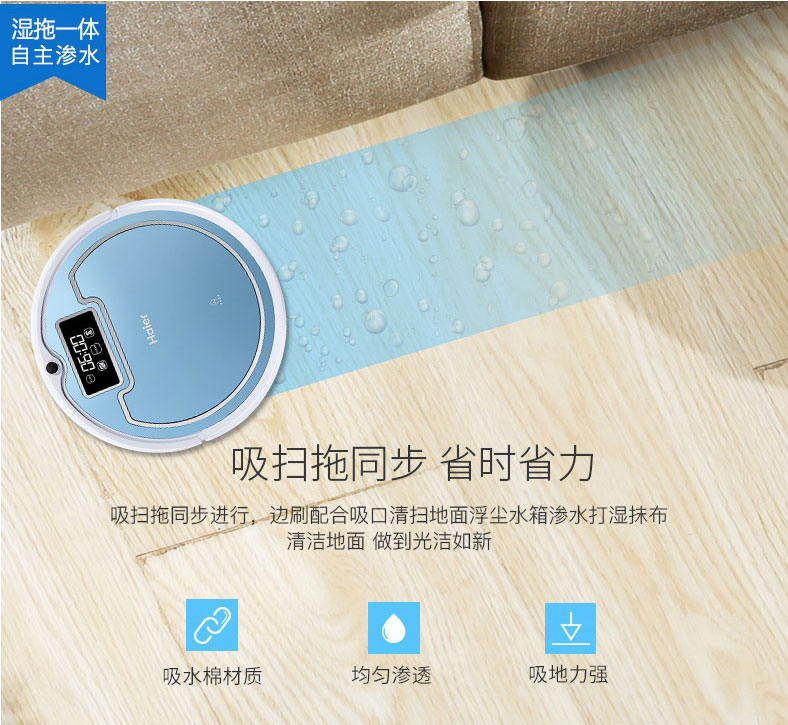 湿拖一体
自主渗水
Haier
06:00
吸扫拖同步 省时省力
吸扫拖同步进行，边刷配合吸口清扫地面浮尘水箱渗水打湿抹布
清洁地面 做到光洁如新
吸水棉材质
均匀渗透
吸地力强